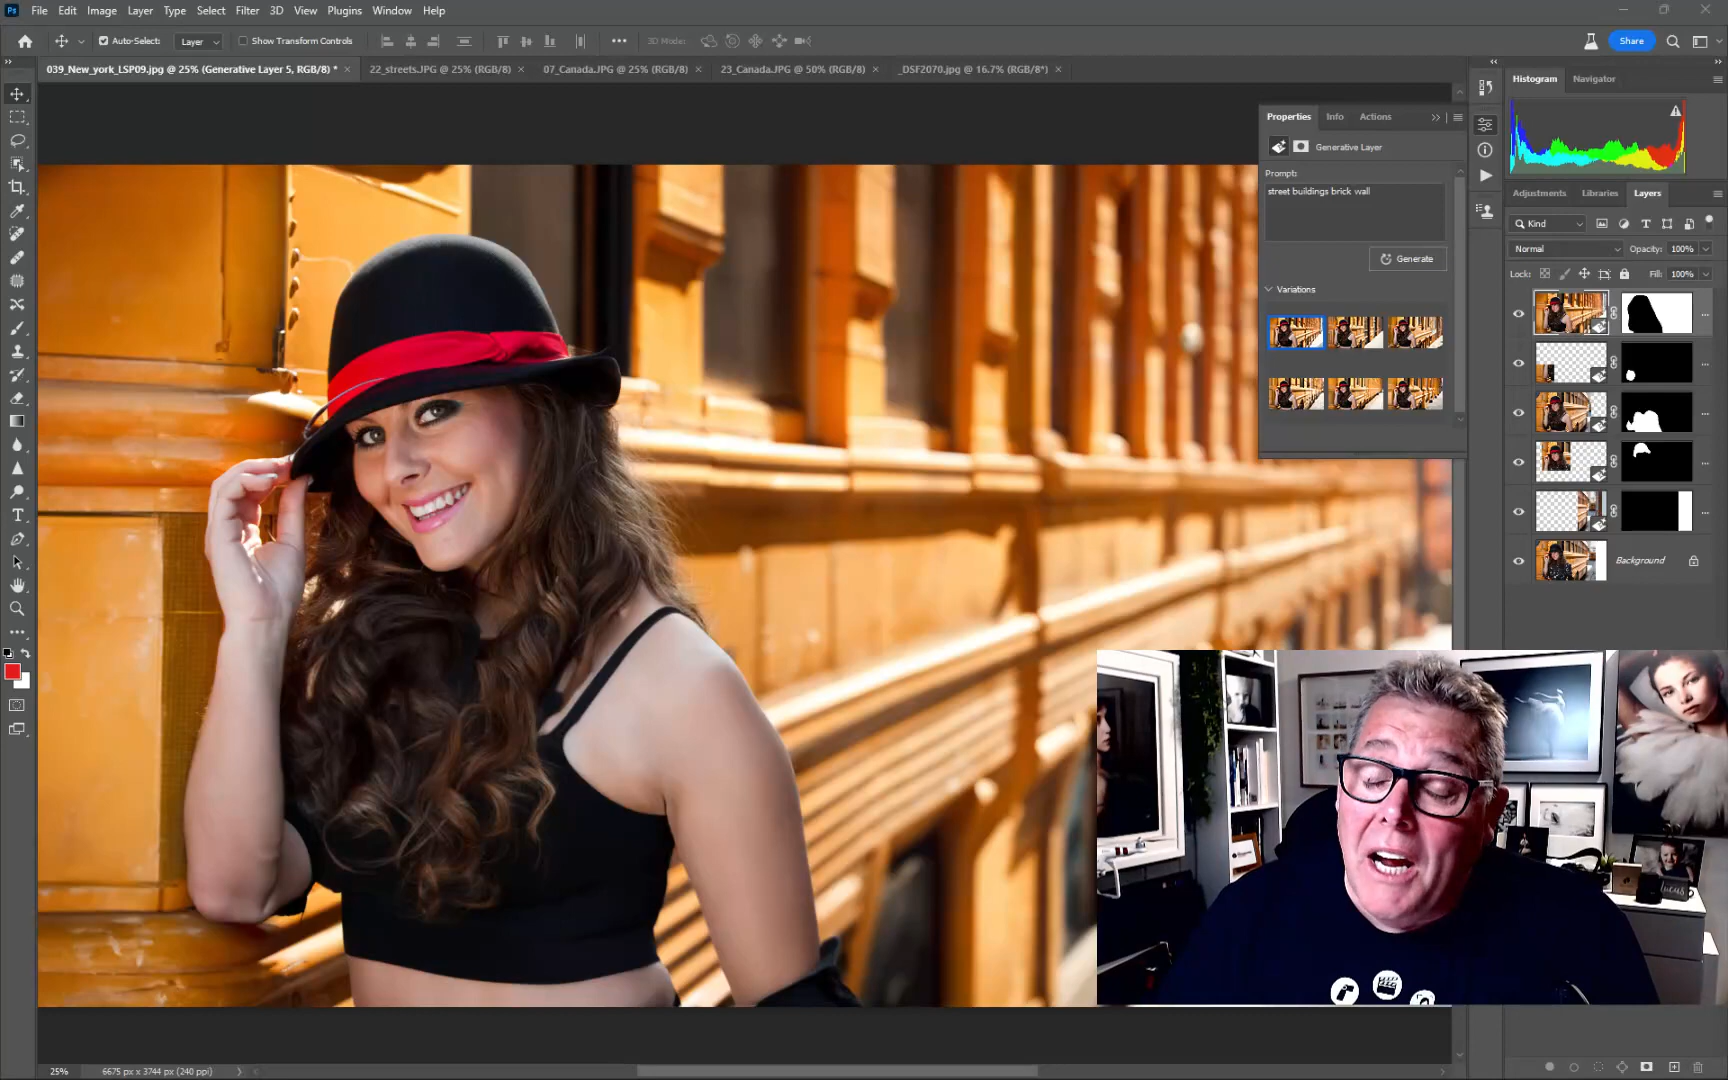 Ps File Edit Image Layer Type Select Filter 3D View Plugins Window Help
Auto-Select: Layer Show Transform Controls 3D Mode: Share
039_New_york_LSP09.jpg @ 25% (Generative Layer 5, RGB/8) * 22_streets.JPG @ 25% (RGB/8) 07_Canada.JPG @ 25% (RGB/8) 23_Canada.JPG @ 50% (RGB/8) _DSF2070.jpg @ 16.7% (RGB/8*)
Histogram Navigator
Properties Info Actions
Generative Layer
Prompt:
street buildings brick wall
Generate
Variations
Adjustments Libraries Layers
Kind
Normal Opacity: 100%
Lock: Fill: 100%
Background
25% 6675 px x 3744 px (240 ppi)